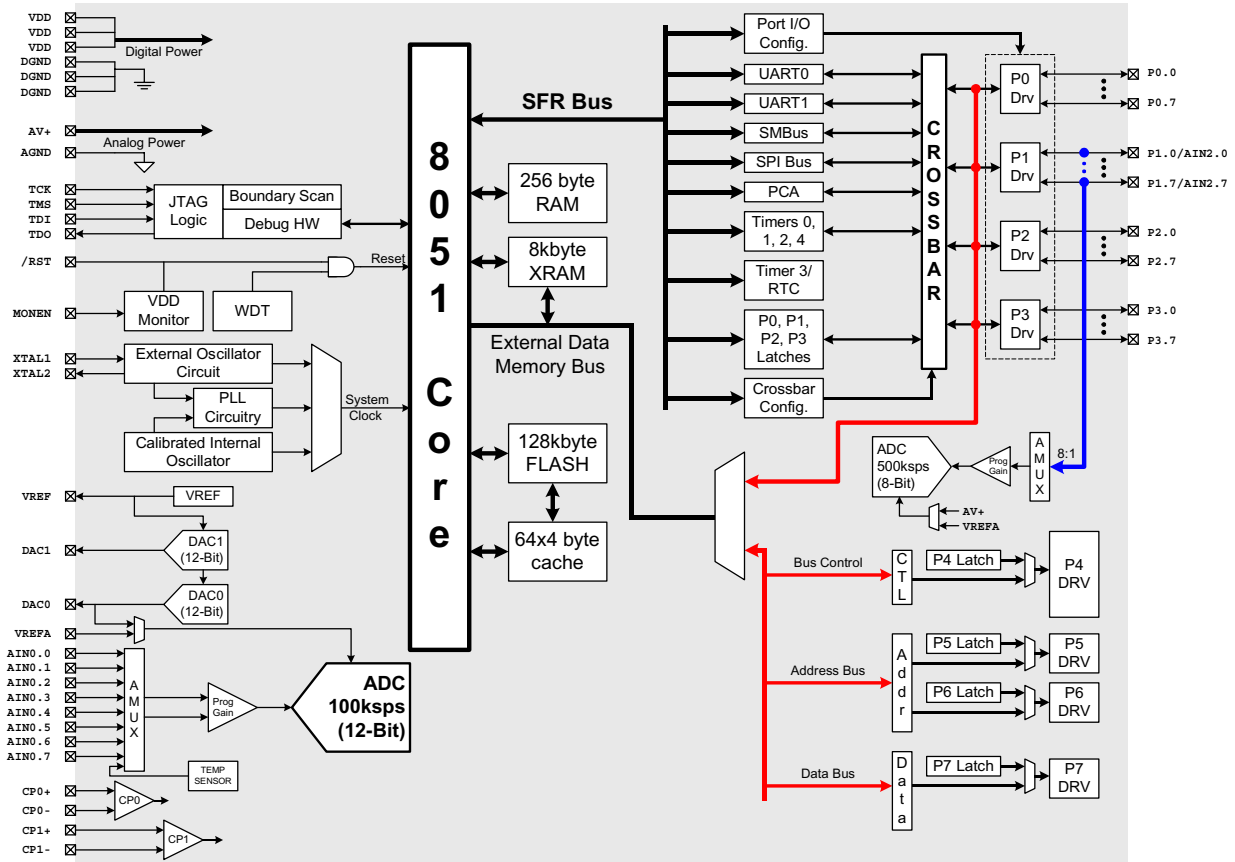 VDD
VDD
VDD
Digital Power
DGND
DGND
DGND
AV+
Analog Power
AGND
TCK
TMS
TDI
TDO
JTAG
Logic
Boundary Scan
Debug HW
/RST
Reset
MONEN
VDD
Monitor
WDT
XTAL1
XTAL2
External Oscillator
Circuit
PLL
Circuitry
Calibrated Internal
Oscillator
System
Clock
VREF
VREF
DAC1
DAC1
(12-Bit)
DAC0
DAC0
(12-Bit)
VREFA
AIN0.0
AIN0.1
AIN0.2
AIN0.3
AIN0.4
AIN0.5
AIN0.6
AIN0.7
AMUX
Prog
Gain
ADC
100ksps
(12-Bit)
TEMP
SENSOR
CP0+
CP0-
CP0
CP1+
CP1-
CP1
8051 Core
SFR Bus
256 byte
RAM
8kbyte
XRAM
External Data
Memory Bus
128kbyte
FLASH
64x4 byte
cache
Port I/O
Config.
UART0
UART1
SMBus
SPI Bus
PCA
Timers 0,
1, 2, 4
Timer 3/
RTC
P0, P1,
P2, P3
Latches
Crossbar
Config.
CROSSBAR
P0
Drv
P1
Drv
P2
Drv
P3
Drv
P0.0
P0.7
P1.0/AIN2.0
P1.7/AIN2.7
P2.0
P2.7
P3.0
P3.7
ADC
500ksps
(8-Bit)
Prog
Gain
AMUX
8:1
AV+
VREFA
Bus Control
CTL
P4 Latch
P4
DRV
Address Bus
Addr
P5 Latch
P5
DRV
P6 Latch
P6
DRV
Data Bus
Data
P7 Latch
P7
DRV